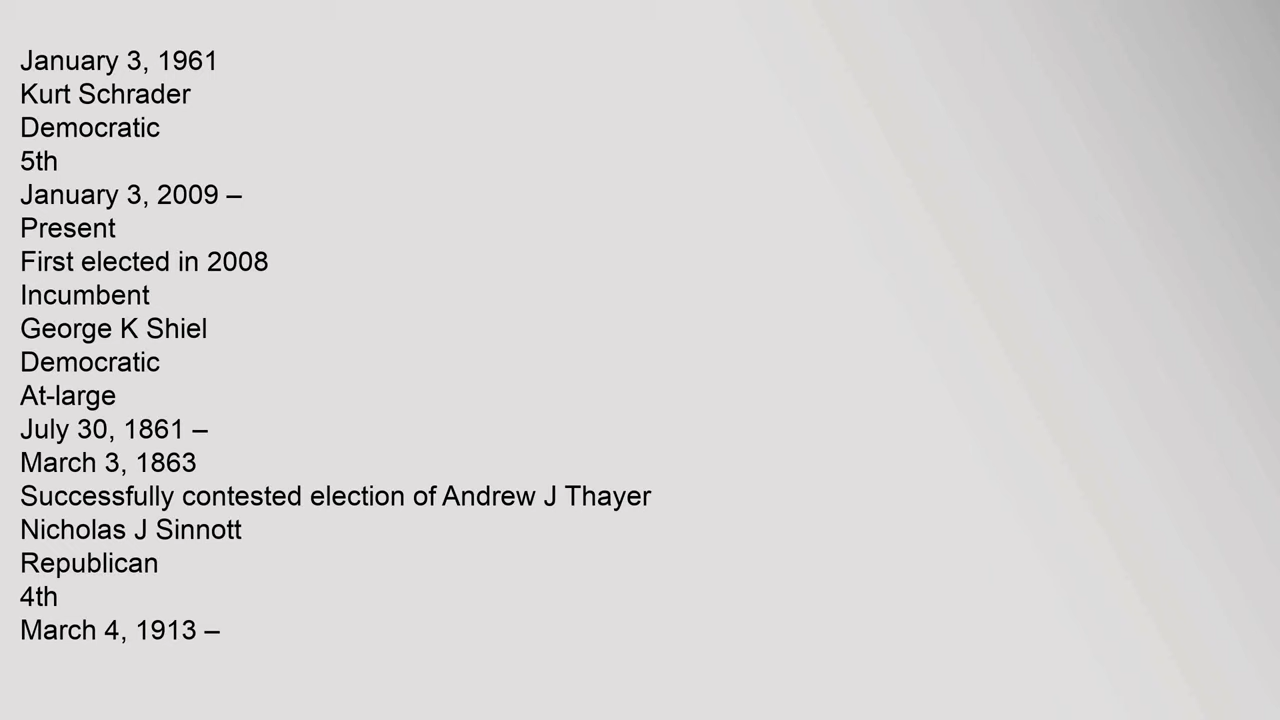 January 3, 1961
Kurt Schrader
Democratic
5th
January 3, 2009 –
Present
First elected in 2008
Incumbent
George K Shiel
Democratic
At-large
July 30, 1861 –
March 3, 1863
Successfully contested election of Andrew J Thayer
Nicholas J Sinnott
Republican
4th
March 4, 1913 –